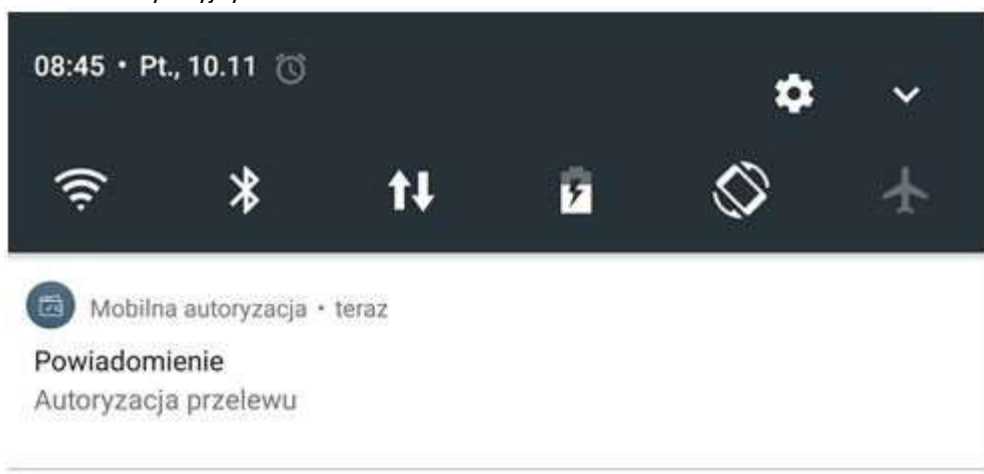 08:45 • Pt., 10.11
Mobilna autoryzacja • teraz
Powiadomienie
Autoryzacja przelewu